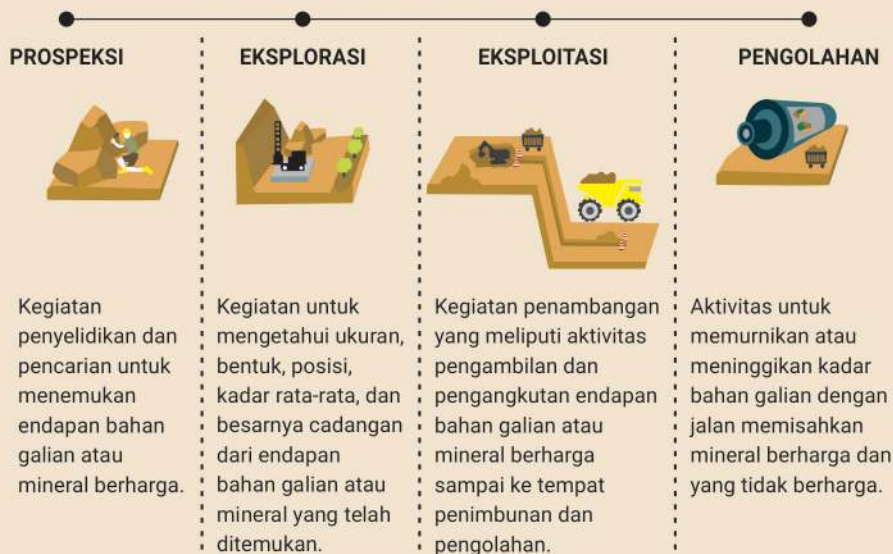 PROSPEKSI
Kegiatan
penyelidikan dan
pencarian untuk
menemukan
endapan bahan
galian atau
mineral berharga.
EKSPLORASI
Kegiatan untuk
mengetahui ukuran,
bentuk, posisi,
kadar rata-rata, dan
besarnya cadangan
dari endapan
bahan galian atau
mineral yang telah
ditemukan.
EKSPLOITASI
Kegiatan penambangan
yang meliputi aktivitas
pengambilan dan
pengangkutan endapan
bahan galian atau
mineral berharga
sampai ke tempat
penimbunan dan
pengolahan.
PENGOLAHAN
Aktivitas untuk
memurnikan atau
meninggikan kadar
bahan galian dengan
jalan memisahkan
mineral berharga dan
yang tidak berharga.